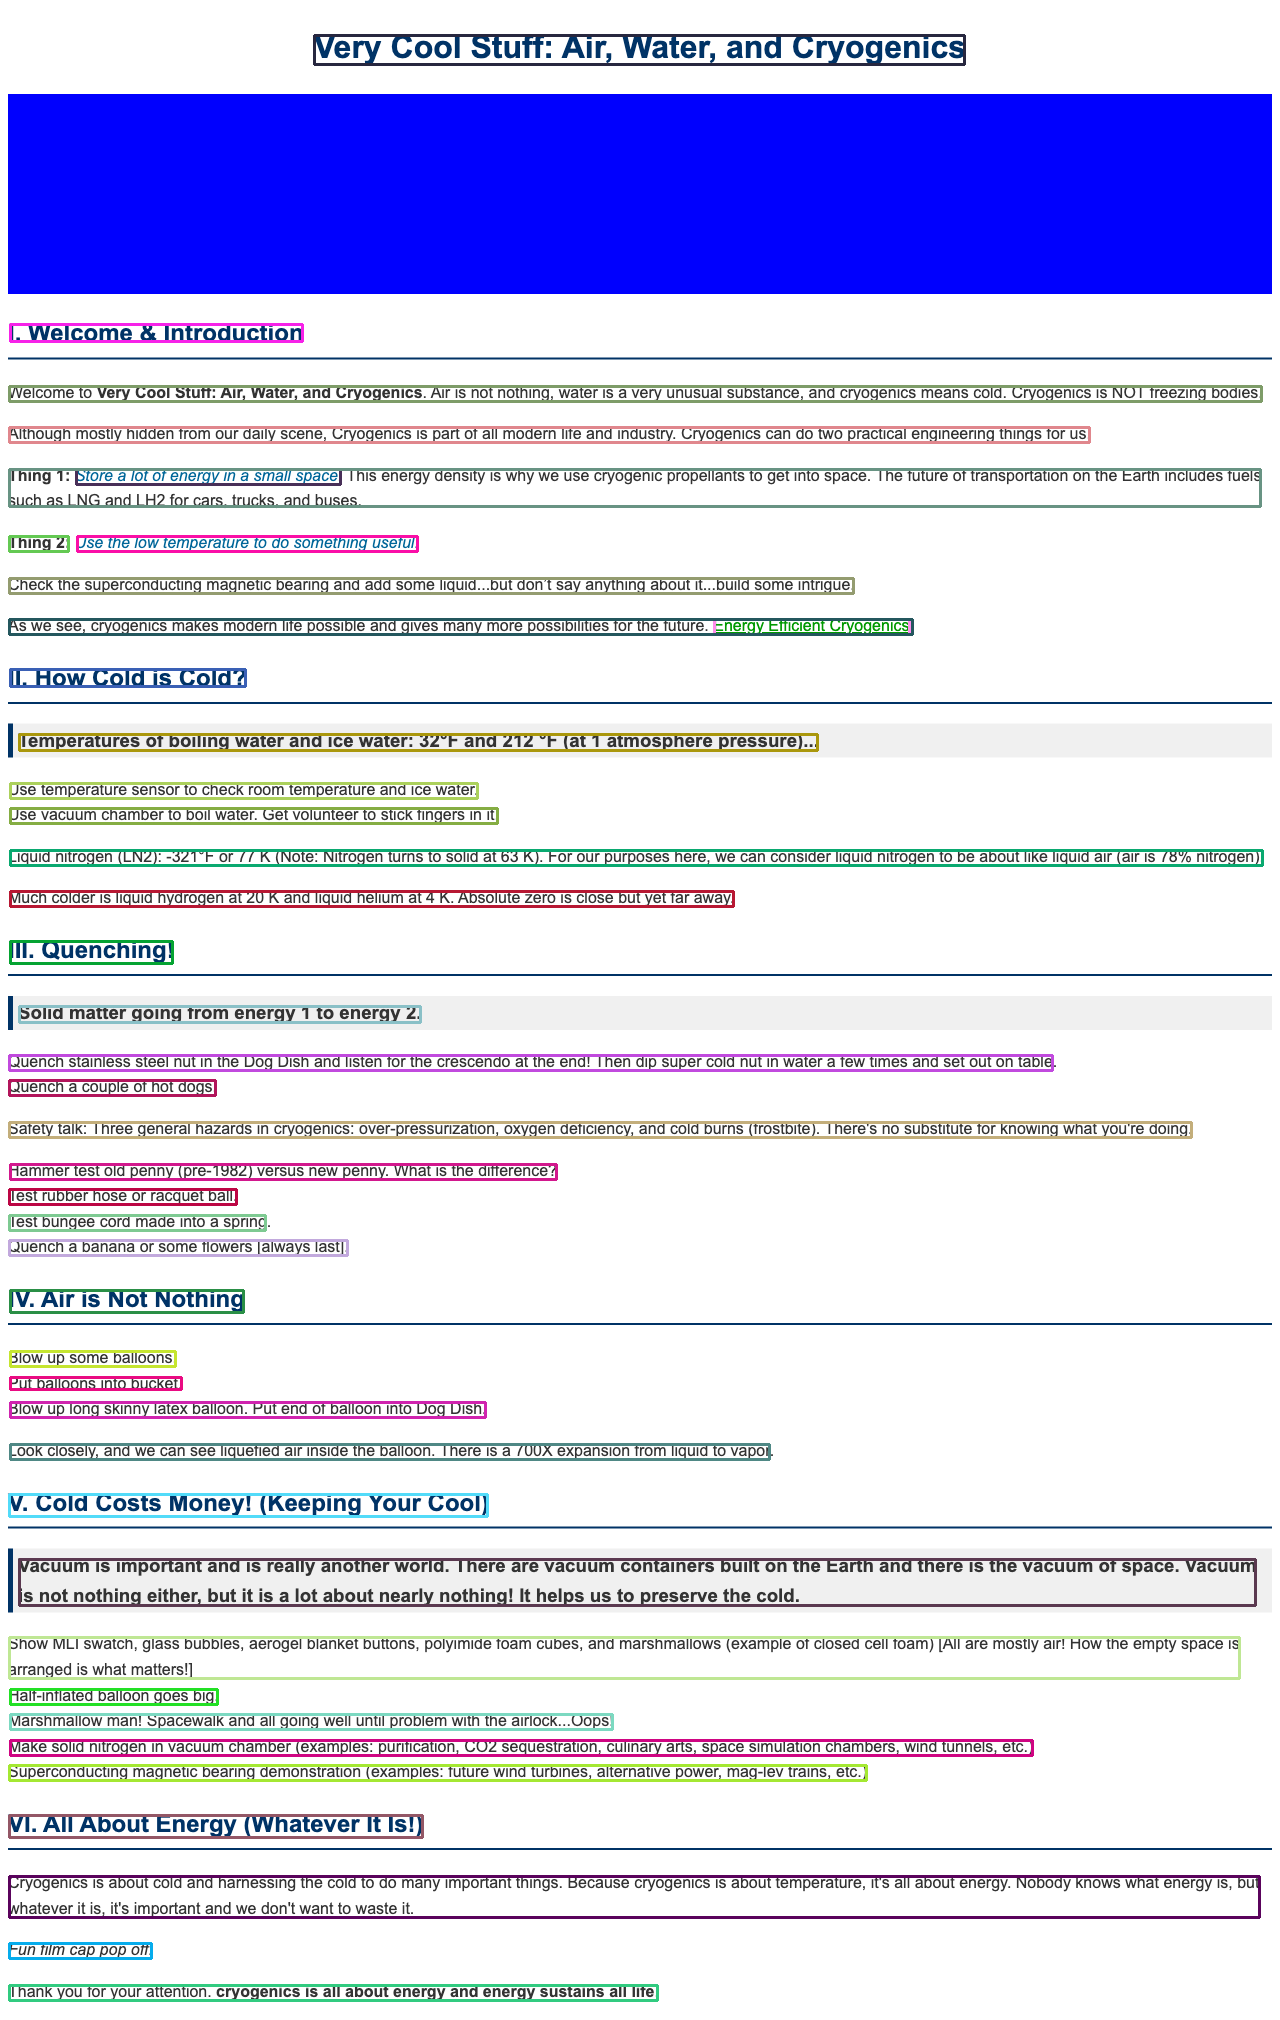 Very Cool Stuff: Air, Water, and Cryogenics
I. Welcome & Introduction
Welcome to Very Cool Stuff: Air, Water, and Cryogenics. Air is not nothing, water is a very unusual substance, and cryogenics means cold. Cryogenics is NOT freezing bodies.
Although mostly hidden from our daily scene, Cryogenics is part of all modern life and industry. Cryogenics can do two practical engineering things for us.
Thing 1: Store a lot of energy in a small space. This energy density is why we use cryogenic propellants to get into space. The future of transportation on the Earth includes fuels
such as LNG and LH2 for cars, trucks, and buses.
Thing 2: Use the low temperature to do something useful.
Check the superconducting magnetic bearing and add some liquid...but don't say anything about it...build some intrigue.
As we see, cryogenics makes modern life possible and gives many more possibilities for the future. Energy Efficient Cryogenics.
II. How Cold is Cold?
Temperatures of boiling water and ice water: 32°F and 212 °F (at 1 atmosphere pressure)...
Use temperature sensor to check room temperature and ice water.
Use vacuum chamber to boil water. Get volunteer to stick fingers in it.
Liquid nitrogen (LN2): -321°F or 77 K (Note: Nitrogen turns to solid at 63 K). For our purposes here, we can consider liquid nitrogen to be about like liquid air (air is 78% nitrogen).
Much colder is liquid hydrogen at 20 K and liquid helium at 4 K. Absolute zero is close but yet far away.
III. Quenching!
Solid matter going from energy 1 to energy 2.
Quench stainless steel nut in the Dog Dish and listen for the crescendo at the end! Then dip super cold nut in water a few times and set out on table.
Quench a couple of hot dogs.
Safety talk: Three general hazards in cryogenics: over-pressurization, oxygen deficiency, and cold burns (frostbite). There's no substitute for knowing what you're doing.
Hammer test old penny (pre-1982) versus new penny. What is the difference?
Test rubber hose or racquet ball.
Test bungee cord made into a spring.
Quench a banana or some flowers [always last].
IV. Air is Not Nothing
Blow up some balloons.
Put balloons into bucket.
Blow up long skinny latex balloon. Put end of balloon into Dog Dish.
Look closely, and we can see liquefied air inside the balloon. There is a 700X expansion from liquid to vapor.
V. Cold Costs Money! (Keeping Your Cool)
Vacuum is important and is really another world. There are vacuum containers built on the Earth and there is the vacuum of space. Vacuum
is not nothing either, but it is a lot about nearly nothing! It helps us to preserve the cold.
Show MLI swatch, glass bubbles, aerogel blanket buttons, polyimide foam cubes, and marshmallows (example of closed cell foam) [All are mostly air! How the empty space is
arranged is what matters!]
Half-inflated balloon goes big.
Marshmallow man! Spacewalk and all going well until problem with the airlock...Oops!
Make solid nitrogen in vacuum chamber (examples: purification, CO2 sequestration, culinary arts, space simulation chambers, wind tunnels, etc.)
Superconducting magnetic bearing demonstration (examples: future wind turbines, alternative power, mag-lev trains, etc.)
VI. All About Energy (Whatever It Is!)
Cryogenics is about cold and harnessing the cold to do many important things. Because cryogenics is about temperature, it's all about energy. Nobody knows what energy is, but
whatever it is, it's important and we don't want to waste it.
Fun film cap pop off.
Thank you for your attention. cryogenics is all about energy and energy sustains all life.